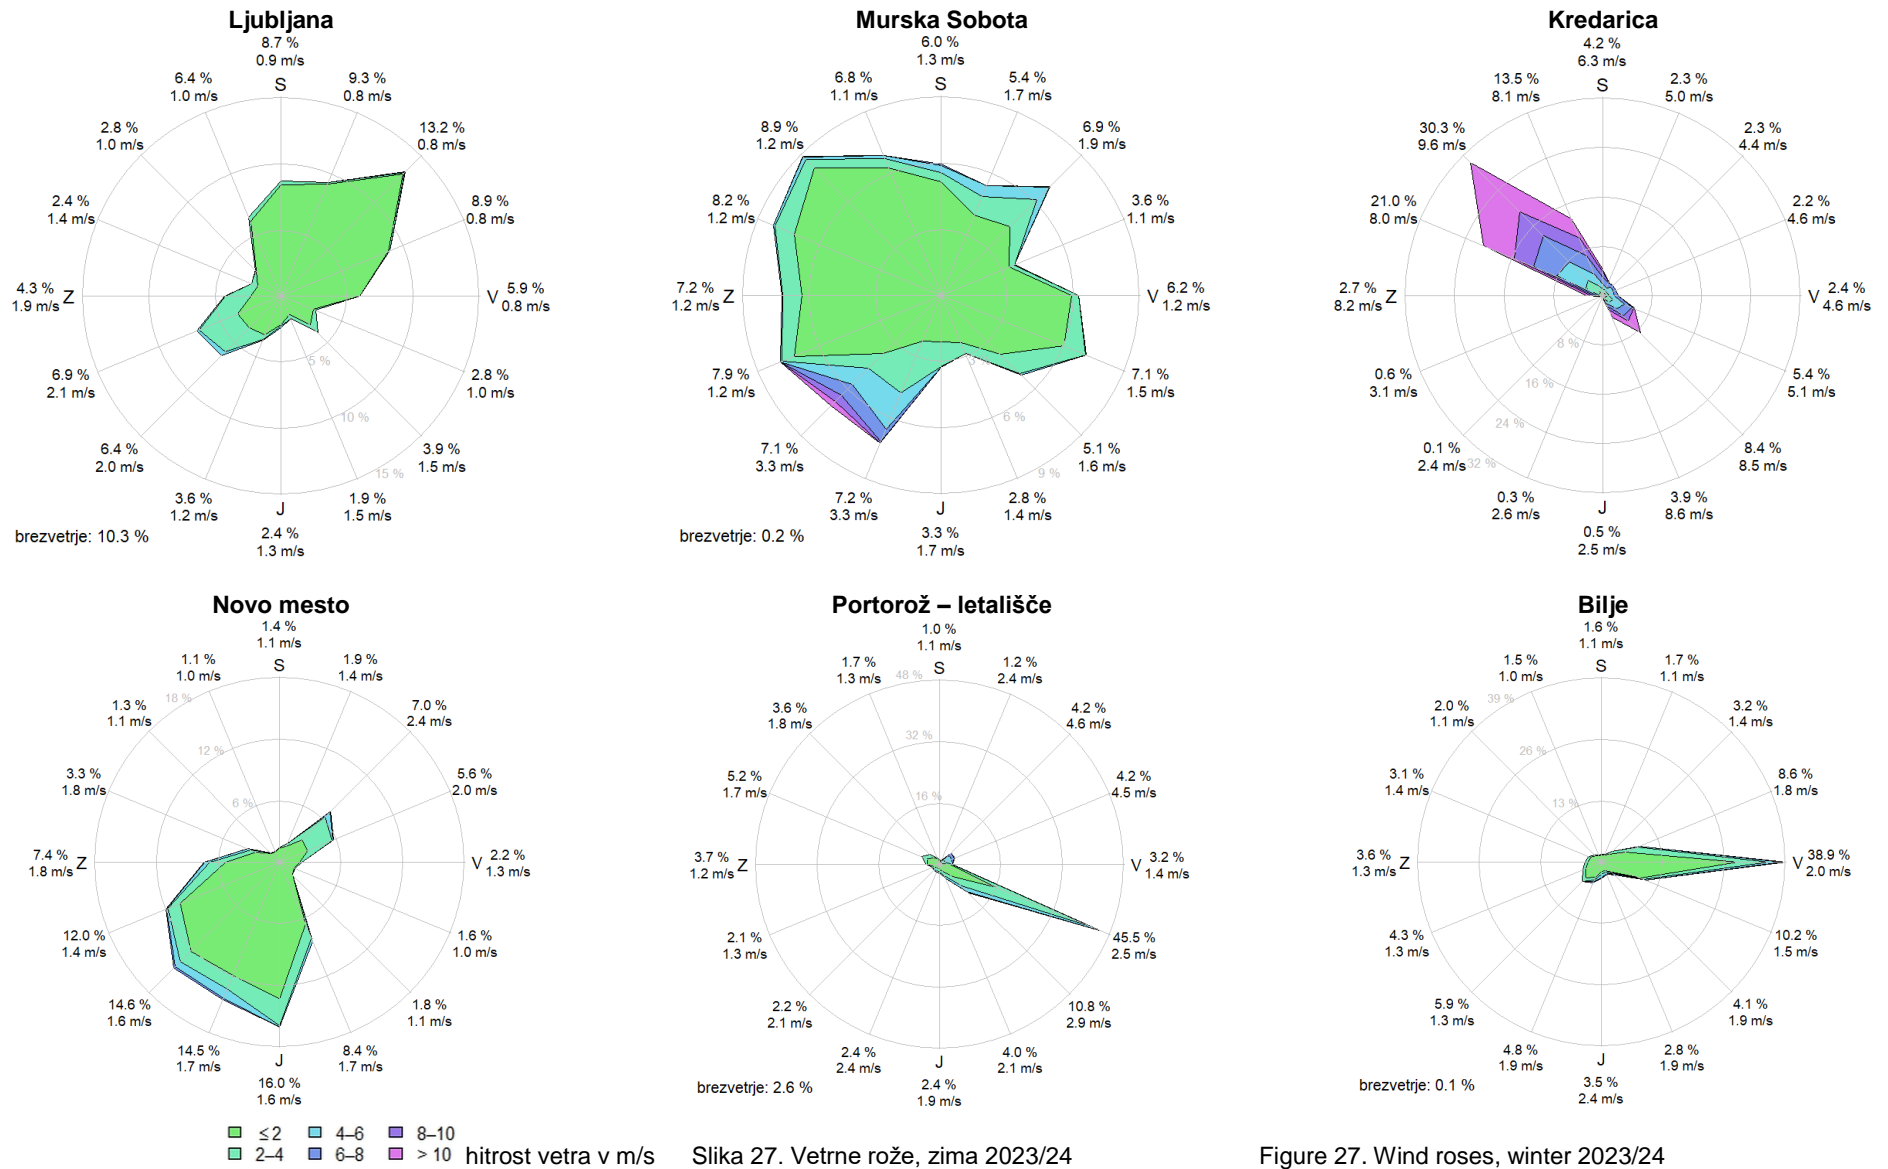 Ljubljana
8.7 %
0.9 m/s
S
9.3 %
0.8 m/s
13.2 %
0.8 m/s
8.9 %
0.8 m/s
V
5.9 %
0.8 m/s
2.8 %
1.0 m/s
3.9 %
1.5 m/s
1.9 %
1.5 m/s
J
2.4 %
1.3 m/s
3.6 %
1.2 m/s
6.4 %
2.0 m/s
6.9 %
2.1 m/s
4.3 %
1.9 m/s
Z
2.4 %
1.4 m/s
2.8 %
1.0 m/s
6.4 %
1.0 m/s
5 %
10 %
15 %
brezvetrje: 10.3 %
Murska Sobota
6.0 %
1.3 m/s
S
5.4 %
1.7 m/s
6.9 %
1.9 m/s
3.6 %
1.1 m/s
V
6.2 %
1.2 m/s
7.1 %
1.5 m/s
5.1 %
1.6 m/s
2.8 %
1.4 m/s
J
3.3 %
1.7 m/s
7.2 %
3.3 m/s
7.1 %
3.3 m/s
7.9 %
1.2 m/s
7.2 %
1.2 m/s
Z
8.2 %
1.2 m/s
8.9 %
1.2 m/s
6.8 %
1.1 m/s
6 %
9 %
brezvetrje: 0.2 %
Kredarica
4.2 %
6.3 m/s
S
2.3 %
5.0 m/s
2.3 %
4.4 m/s
2.2 %
4.6 m/s
V
2.4 %
4.6 m/s
5.4 %
5.1 m/s
8.4 %
8.5 m/s
3.9 %
8.6 m/s
J
0.5 %
2.5 m/s
0.3 %
2.6 m/s
0.1 %
2.4 m/s
0.6 %
3.1 m/s
2.7 %
8.2 m/s
Z
21.0 %
8.0 m/s
30.3 %
9.6 m/s
13.5 %
8.1 m/s
8 %
16 %
24 %
32 %
Novo mesto
1.4 %
1.1 m/s
S
1.9 %
1.4 m/s
7.0 %
2.4 m/s
5.6 %
2.0 m/s
V
2.2 %
1.3 m/s
1.6 %
1.0 m/s
1.8 %
1.1 m/s
8.4 %
1.7 m/s
J
16.0 %
1.6 m/s
14.5 %
1.7 m/s
14.6 %
1.6 m/s
12.0 %
1.4 m/s
7.4 %
1.8 m/s
Z
3.3 %
1.8 m/s
1.3 %
1.1 m/s
1.1 %
1.0 m/s
18 %
12 %
6 %
Portorož – letališče
1.0 %
1.1 m/s
S
1.2 %
2.4 m/s
4.2 %
4.6 m/s
4.2 %
4.5 m/s
V
3.2 %
1.4 m/s
45.5 %
2.5 m/s
10.8 %
2.9 m/s
4.0 %
2.1 m/s
J
2.4 %
1.9 m/s
2.4 %
2.4 m/s
2.2 %
2.1 m/s
2.1 %
1.3 m/s
3.7 %
1.2 m/s
Z
5.2 %
1.7 m/s
3.6 %
1.8 m/s
1.7 %
1.3 m/s
48 %
32 %
16 %
brezvetrje: 2.6 %
Bilje
1.6 %
1.1 m/s
S
1.7 %
1.1 m/s
3.2 %
1.4 m/s
8.6 %
1.8 m/s
V
38.9 %
2.0 m/s
10.2 %
1.5 m/s
4.1 %
1.9 m/s
2.8 %
1.9 m/s
J
3.5 %
2.4 m/s
4.8 %
1.9 m/s
5.9 %
1.3 m/s
4.3 %
1.3 m/s
3.6 %
1.3 m/s
Z
3.1 %
1.4 m/s
2.0 %
1.1 m/s
1.5 %
1.0 m/s
39 %
26 %
13 %
brezvetrje: 0.1 %
≤ 2
4–6
8–10
2–4
6–8
> 10
hitrost vetra v m/s
Slika 27. Vetrne rože, zima 2023/24
Figure 27. Wind roses, winter 2023/24